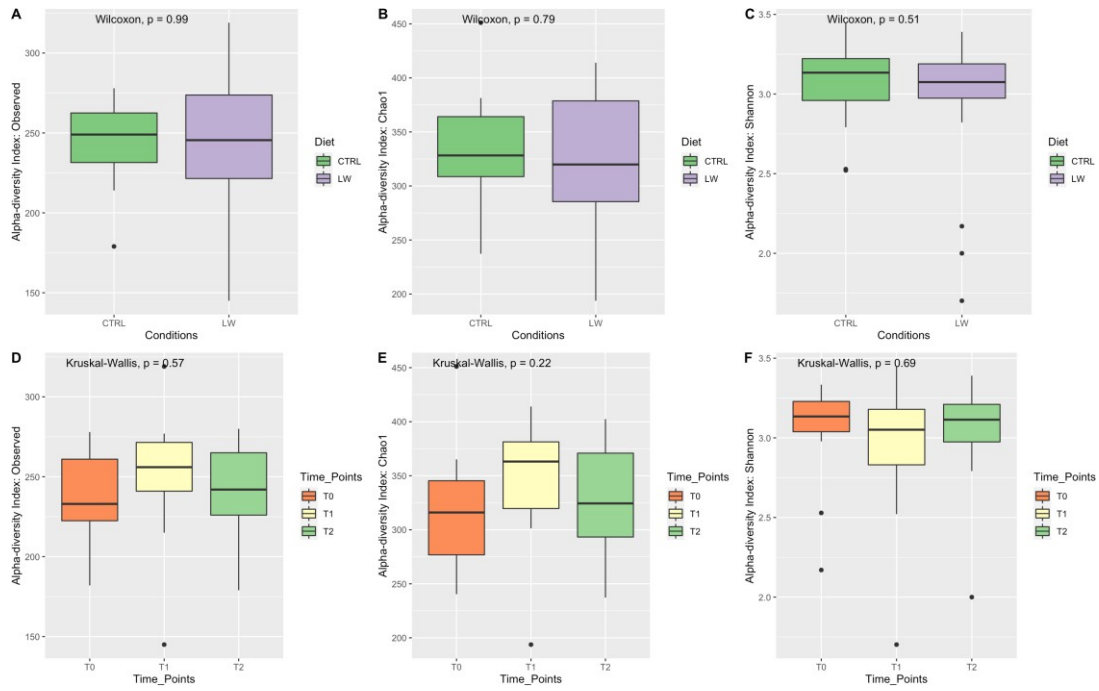 A
Wilcoxon, p = 0.99
Alpha-diversity Index: Observed
300
250
200
150
CTRL
LW
Conditions
Diet
CTRL
LW
B
Wilcoxon, p = 0.79
Alpha-diversity Index: Chao1
450
400
350
300
250
200
CTRL
LW
Conditions
Diet
CTRL
LW
C
Wilcoxon, p = 0.51
Alpha-diversity Index: Shannon
3.5
3.0
2.5
2.0
CTRL
LW
Conditions
Diet
CTRL
LW
D
Kruskal-Wallis, p = 0.57
Alpha-diversity Index: Observed
300
250
200
150
T0
T1
T2
Time_Points
Time_Points
T0
T1
T2
E
Kruskal-Wallis, p = 0.22
Alpha-diversity Index: Chao1
450
400
350
300
250
200
T0
T1
T2
Time_Points
Time_Points
T0
T1
T2
F
Kruskal-Wallis, p = 0.69
Alpha-diversity Index: Shannon
3.5
3.0
2.5
2.0
T0
T1
T2
Time_Points
Time_Points
T0
T1
T2